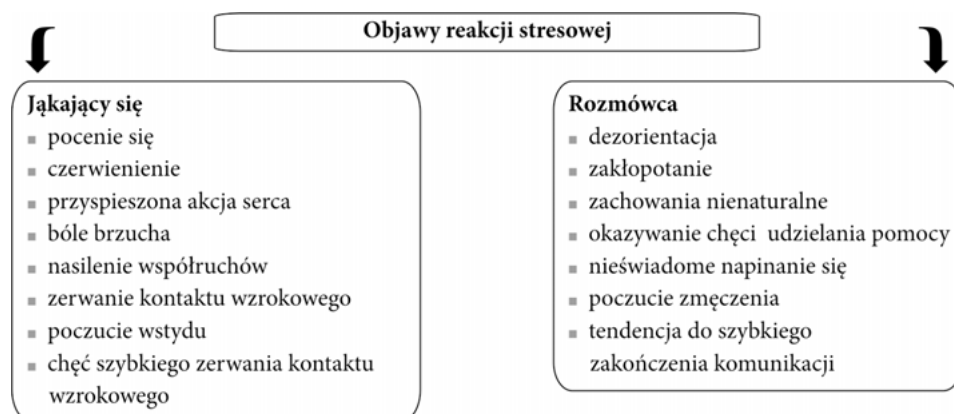 Objawy reakcji stresowej
Jąkający się
■ pocenie się
■ czerwienienie
■ przyspieszona akcja serca
■ bóle brzucha
■ nasilenie współruchów
■ zerwanie kontaktu wzrokowego
■ poczucie wstydu
■ chęć szybkiego zerwania kontaktu
wzrokowego
Rozmówca
■ dezorientacja
■ zakłopotanie
■ zachowania nienaturalne
■ okazywanie chęci udzielania pomocy
■ nieświadome napinanie się
■ poczucie zmęczenia
■ tendencja do szybkiego
zakończenia komunikacji